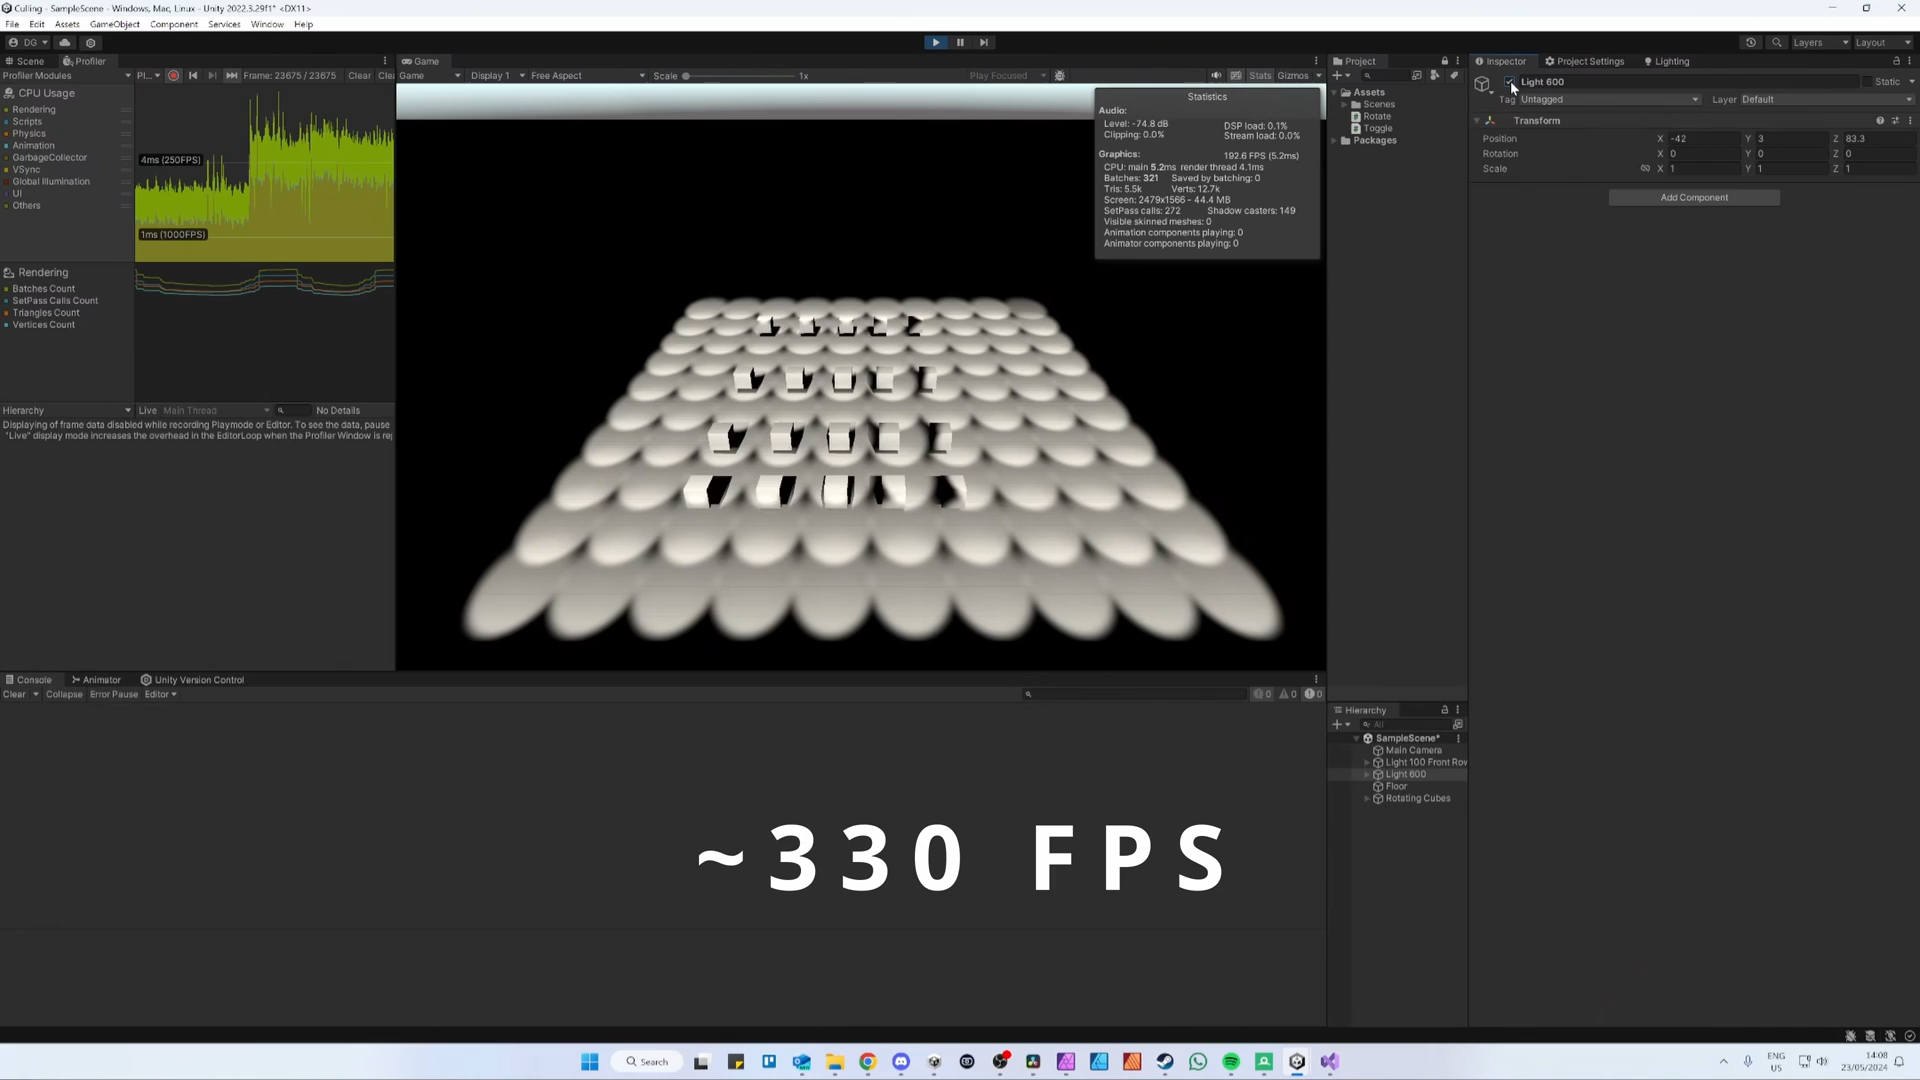 Culling - SampleScene - Windows, Mac, Linux - Unity 2022.3.29f1* <DX11>
File Edit Assets GameObject Component Services Window Help
DG
Layers Layout
Scene Profiler
Game
Project
Inspector Project Settings Lighting
Profiler Modules
Frame: 23675 / 23675 Clear
Game Display 1 Free Aspect Scale 1x Play Focused Stats Gizmos
CPU Usage
Rendering
Scripts
Physics
Animation
GarbageCollector
VSync
Global Illumination
UI
Others
4ms (250FPS)
1ms (1000FPS)
Rendering
Batches Count
SetPass Calls Count
Triangles Count
Vertices Count
Hierarchy Live Main Thread No Details
Displaying of frame data disabled while recording Playmode or Editor. To see the data, pause
"Live" display mode increases the overhead in the EditorLoop when the Profiler Window is
Statistics
Audio:
Level: -74.8 dB DSP load: 0.1%
Clipping: 0.0% Stream load: 0.0%
Graphics: 192.6 FPS (5.2ms)
CPU: main 5.2ms render thread 4.1ms
Batches: 321 Saved by batching: 0
Tris: 5.5k Verts: 12.7k
Screen: 2479x1566 - 44.4 MB
SetPass calls: 272 Shadow casters: 149
Visible skinned meshes: 0
Animation components playing: 0
Animator components playing: 0
Assets
Scenes
Rotate
Toggle
Packages
Light 600 Static
Tag Untagged Layer Default
Transform
Position X -42 Y 3 Z 83.3
Rotation X 0 Y 0 Z 0
Scale X 1 Y 1 Z 1
Add Component
Console Animator Unity Version Control
Clear Collapse Error Pause Editor
0 0 0
Hierarchy
All
SampleScene*
Main Camera
Light 100 Front Row
Light 600
Floor
Rotating Cubes
~330 FPS
Search
ENG
US
14:08
23/05/2024